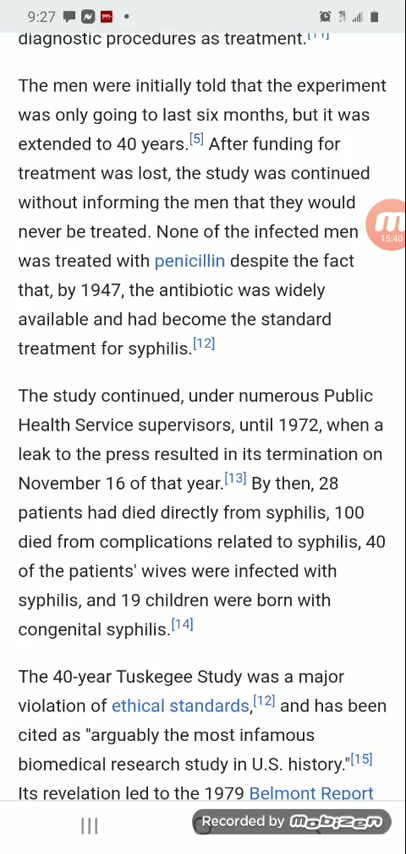 9:27
diagnostic procedures as treatment.[11]
The men were initially told that the experiment
was only going to last six months, but it was
extended to 40 years.[5] After funding for
treatment was lost, the study was continued
without informing the men that they would
never be treated. None of the infected men
15:40
was treated with penicillin despite the fact
that, by 1947, the antibiotic was widely
available and had become the standard
treatment for syphilis.[12]
The study continued, under numerous Public
Health Service supervisors, until 1972, when a
leak to the press resulted in its termination on
November 16 of that year.[13] By then, 28
patients had died directly from syphilis, 100
died from complications related to syphilis, 40
of the patients' wives were infected with
syphilis, and 19 children were born with
congenital syphilis.[14]
The 40-year Tuskegee Study was a major
violation of ethical standards,[12] and has been
cited as "arguably the most infamous
biomedical research study in U.S. history."[15]
Its revelation led to the 1979 Belmont Report
Recorded by mobizen